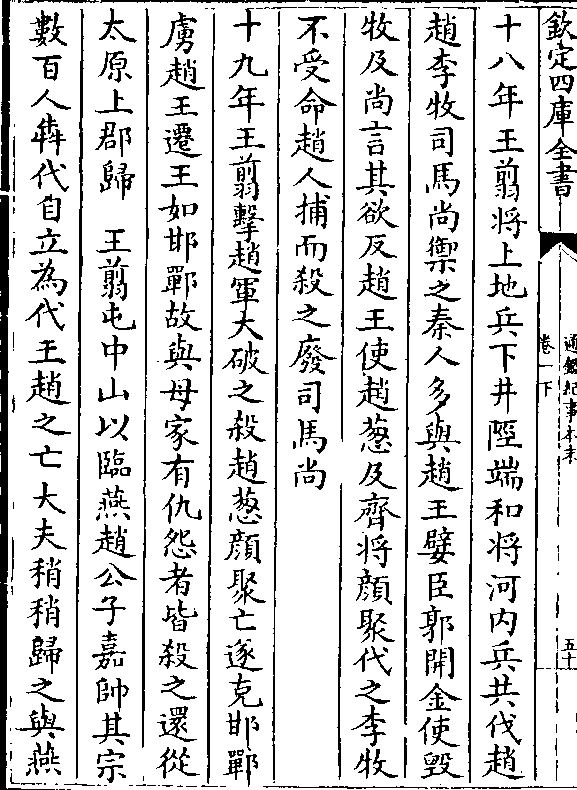 欽定四庫全書
通鑑紀事本末
卷一下
五十
十八年王翦将上地兵下井陘端和将河内兵共伐趙
趙李牧司馬尚禦之秦人多與趙王嬖臣郭開金使毁
牧及尚言其欲反趙王使趙葱及齊将顔聚代之李牧
不受命趙人捕而殺之廢司馬尚
十九年王翦擊趙軍大破之殺趙葱顔聚亡遂克邯鄲
虜趙王遷王如邯鄲故與母家有仇怨者皆殺之還從
太原上郡歸　王翦屯中山以臨燕趙公子嘉帥其宗
數百人犇代自立為代王趙之亡大夫稍稍歸之與燕